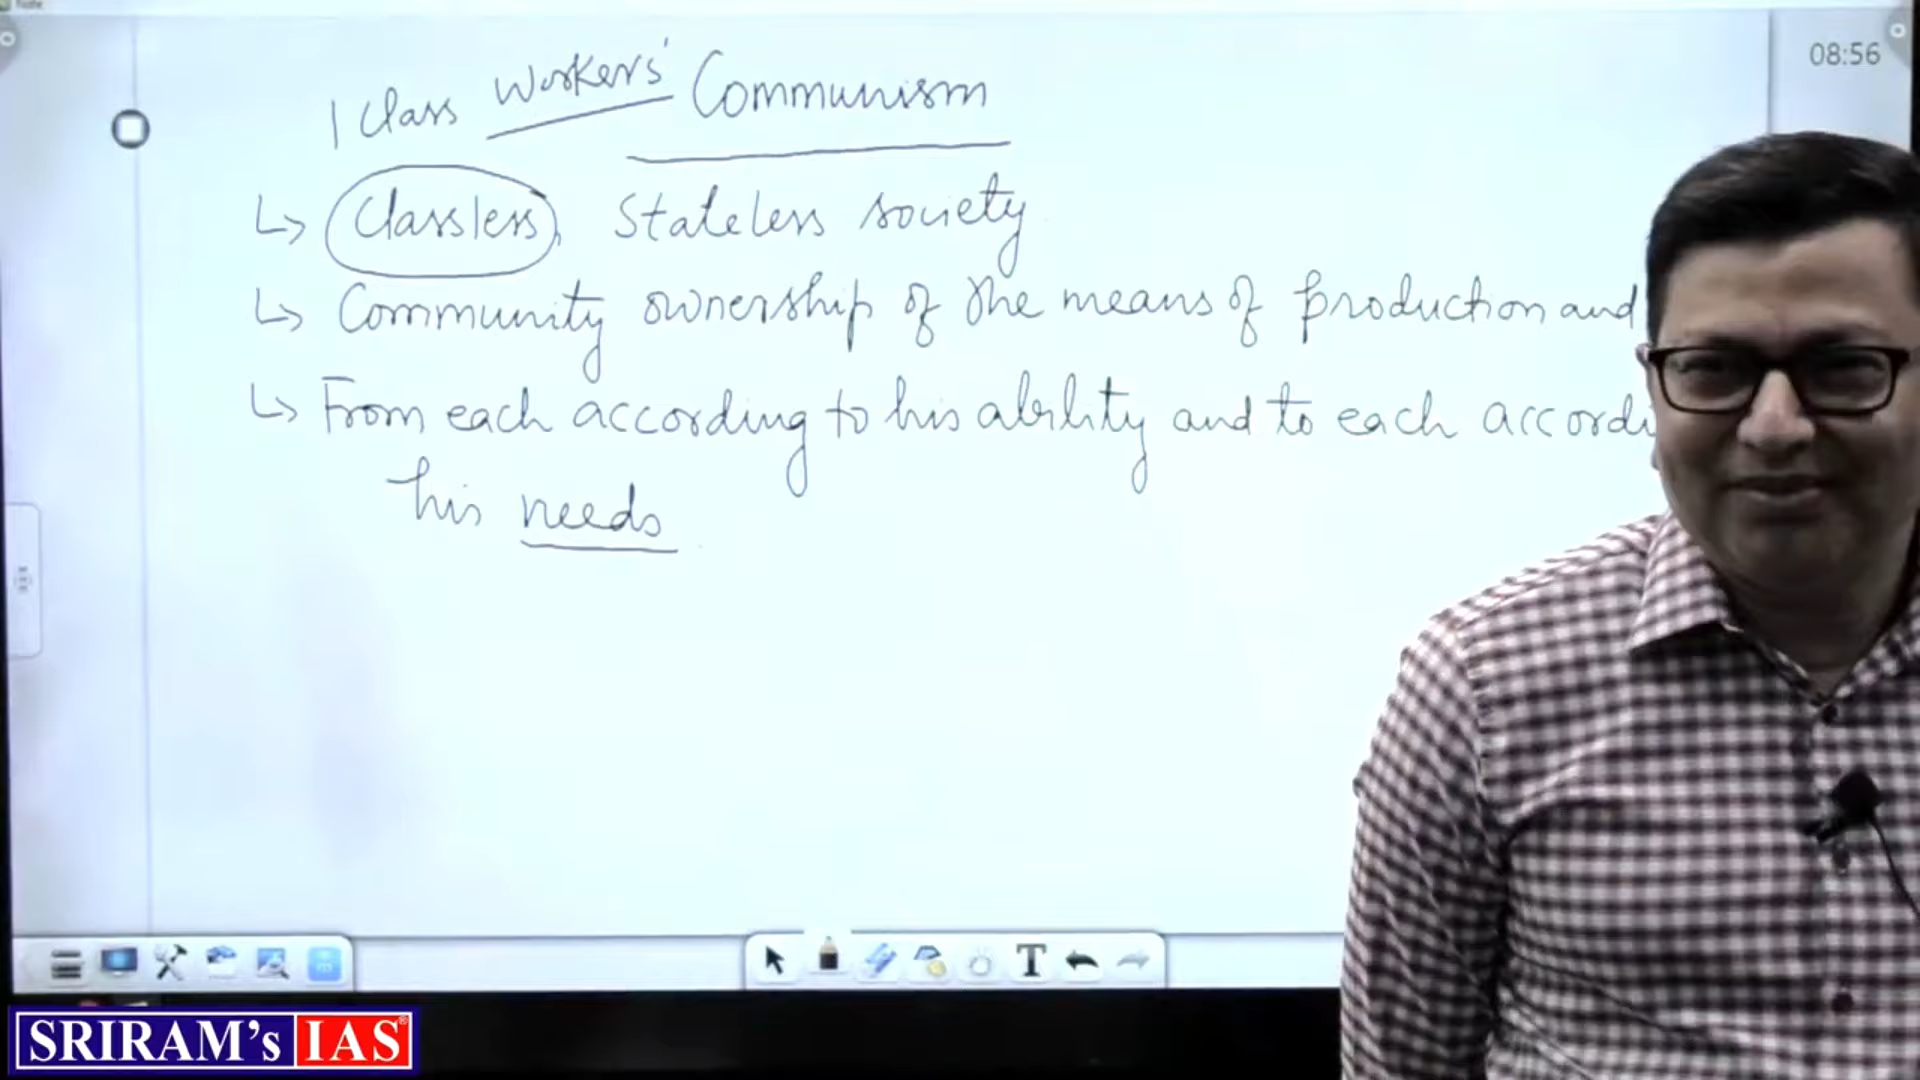 Note
08:56
1 Class Workers' Communism
↳ Classless, Stateless society
↳ Community ownership of the means of production and
↳ From each according to his ability and to each accordi
his needs
T
SRIRAM's IAS®